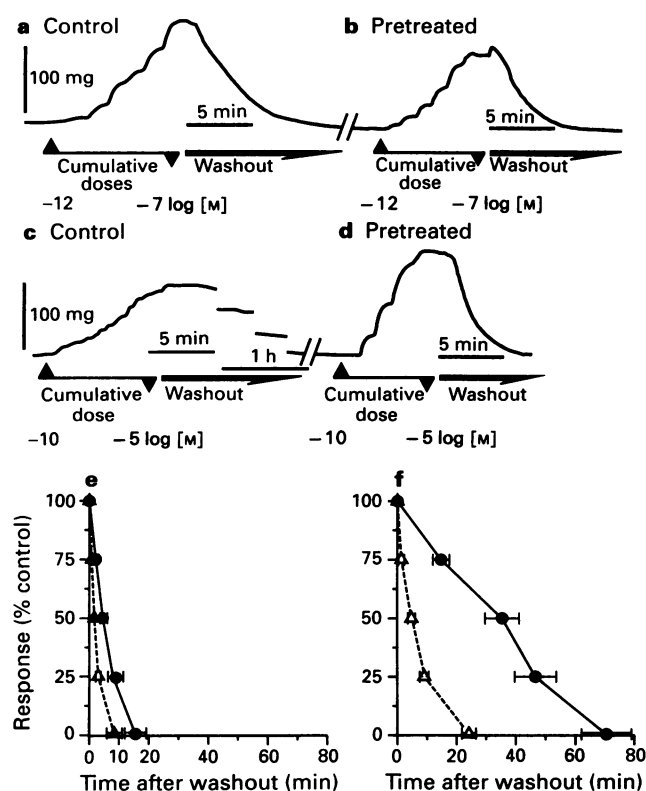 a Control
b Pretreated
100 mg
5 min
5 min
Cumulative doses
Washout
Cumulative dose
Washout
−12
−7 log [M]
−12
−7 log [M]
c Control
d Pretreated
100 mg
5 min
1 h
5 min
Cumulative dose
Washout
Cumulative dose
Washout
−10
−5 log [M]
−10
−5 log [M]
e
f
Response (% control)
100
75
50
25
0
0 10 20 40 60 80
Time after washout (min)
100
75
50
25
0
0 20 40 60 80
Time after washout (min)